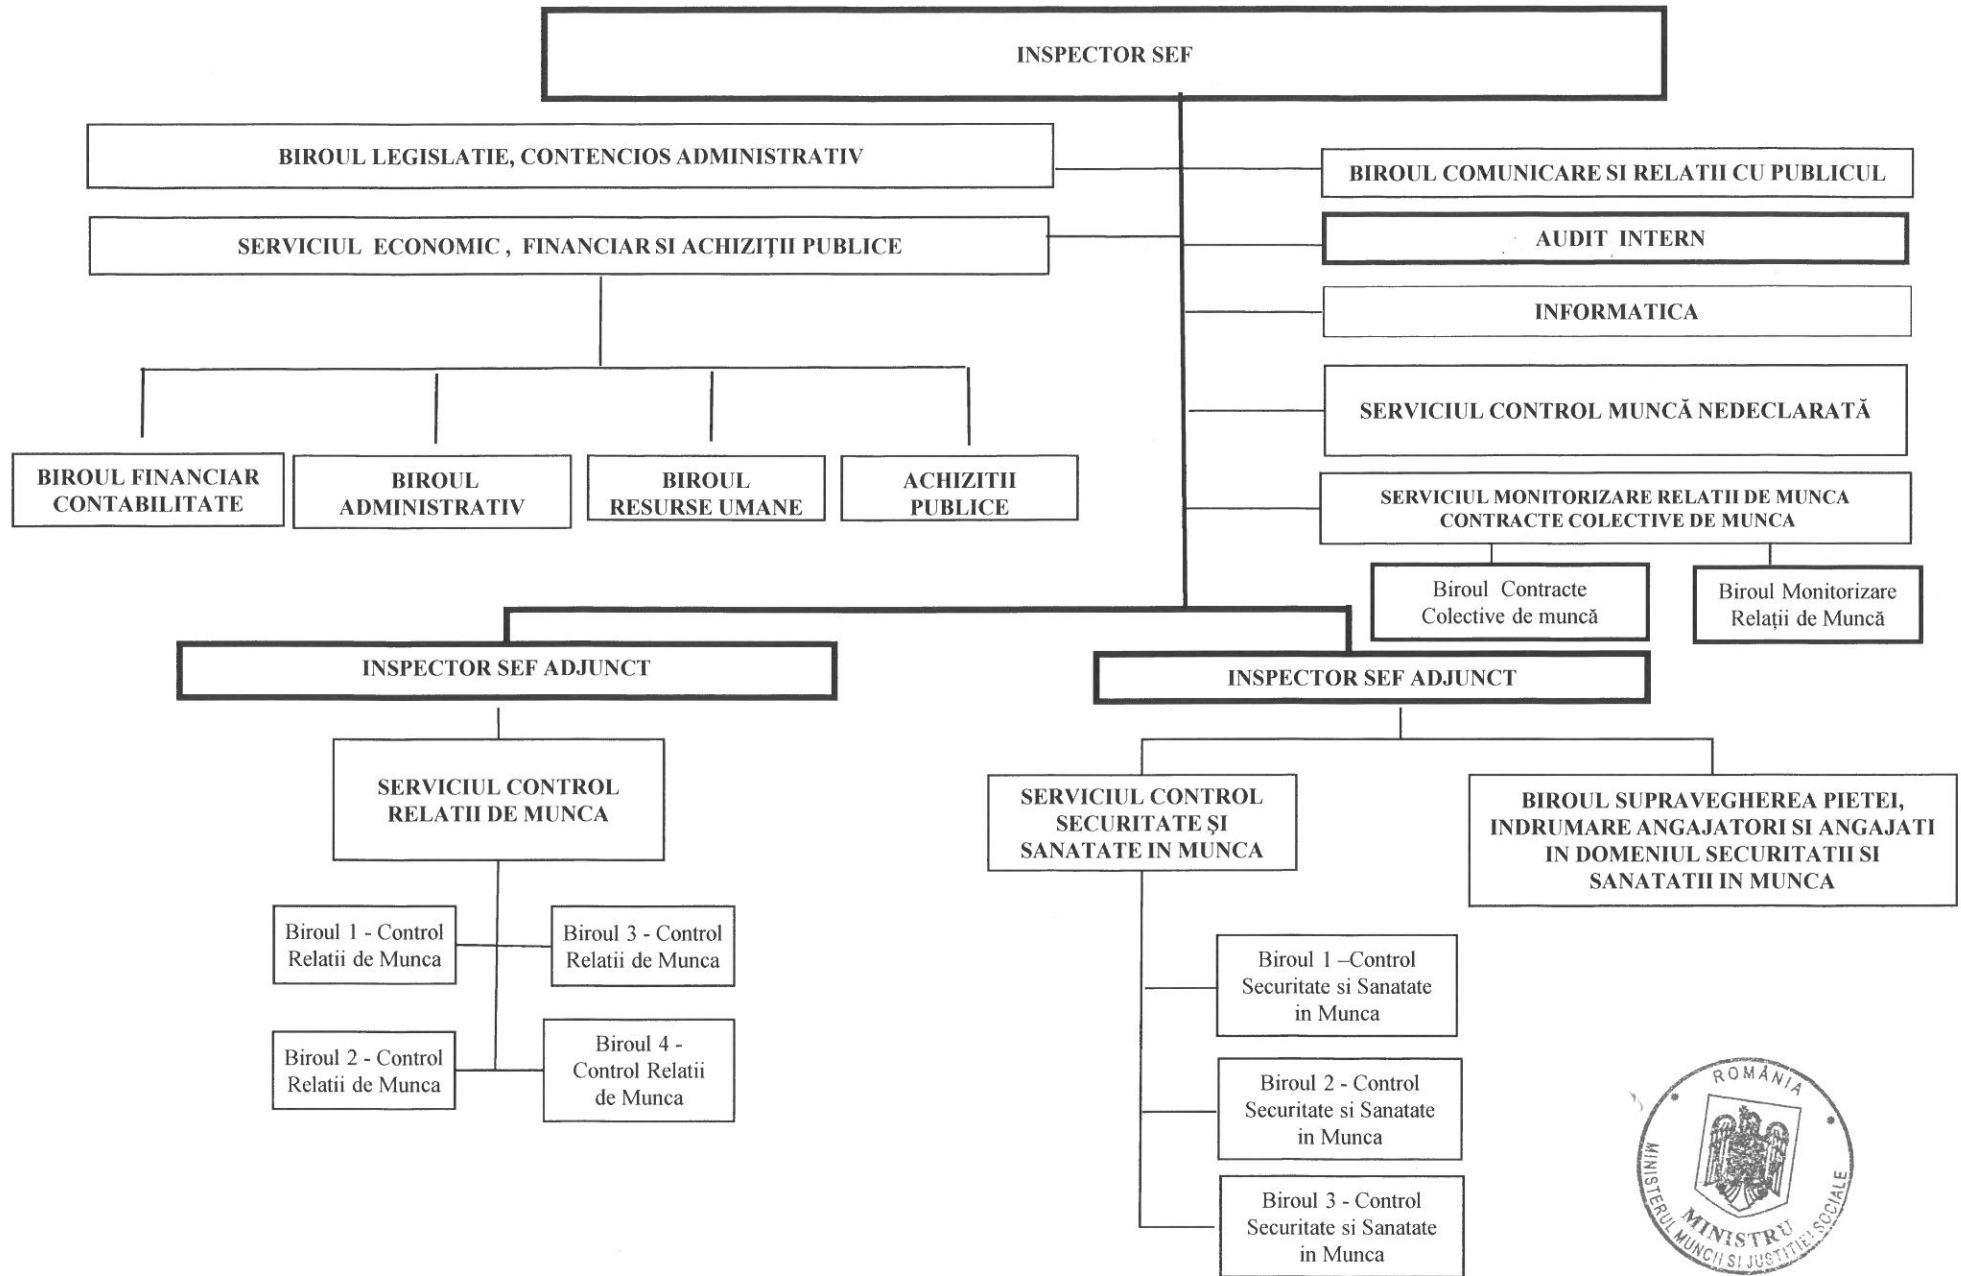 INSPECTOR SEF
BIROUL LEGISLATIE, CONTENCIOS ADMINISTRATIV
BIROUL COMUNICARE SI RELATII CU PUBLICUL
SERVICIUL ECONOMIC , FINANCIAR SI ACHIZIŢII PUBLICE
AUDIT INTERN
INFORMATICA
SERVICIUL CONTROL MUNCĂ NEDECLARATĂ
BIROUL FINANCIAR
CONTABILITATE
BIROUL
ADMINISTRATIV
BIROUL
RESURSE UMANE
ACHIZITII
PUBLICE
SERVICIUL MONITORIZARE RELATII DE MUNCA
CONTRACTE COLECTIVE DE MUNCA
Biroul Contracte
Colective de muncă
Biroul Monitorizare
Relații de Muncă
INSPECTOR SEF ADJUNCT
INSPECTOR SEF ADJUNCT
SERVICIUL CONTROL
RELATII DE MUNCA
SERVICIUL CONTROL
SECURITATE ŞI
SANATATE IN MUNCA
BIROUL SUPRAVEGHEREA PIETEI,
INDRUMARE ANGAJATORI SI ANGAJATI
IN DOMENIUL SECURITATII SI
SANATATII IN MUNCA
Biroul 1 - Control
Relatii de Munca
Biroul 3 - Control
Relatii de Munca
Biroul 2 - Control
Relatii de Munca
Biroul 4 -
Control Relatii
de Munca
Biroul 1 –Control
Securitate si Sanatate
in Munca
Biroul 2 - Control
Securitate si Sanatate
in Munca
Biroul 3 - Control
Securitate si Sanatate
in Munca
ROMÂNIA
MINISTERUL MUNCII SI JUSTITIEI SOCIALE
MINISTRU